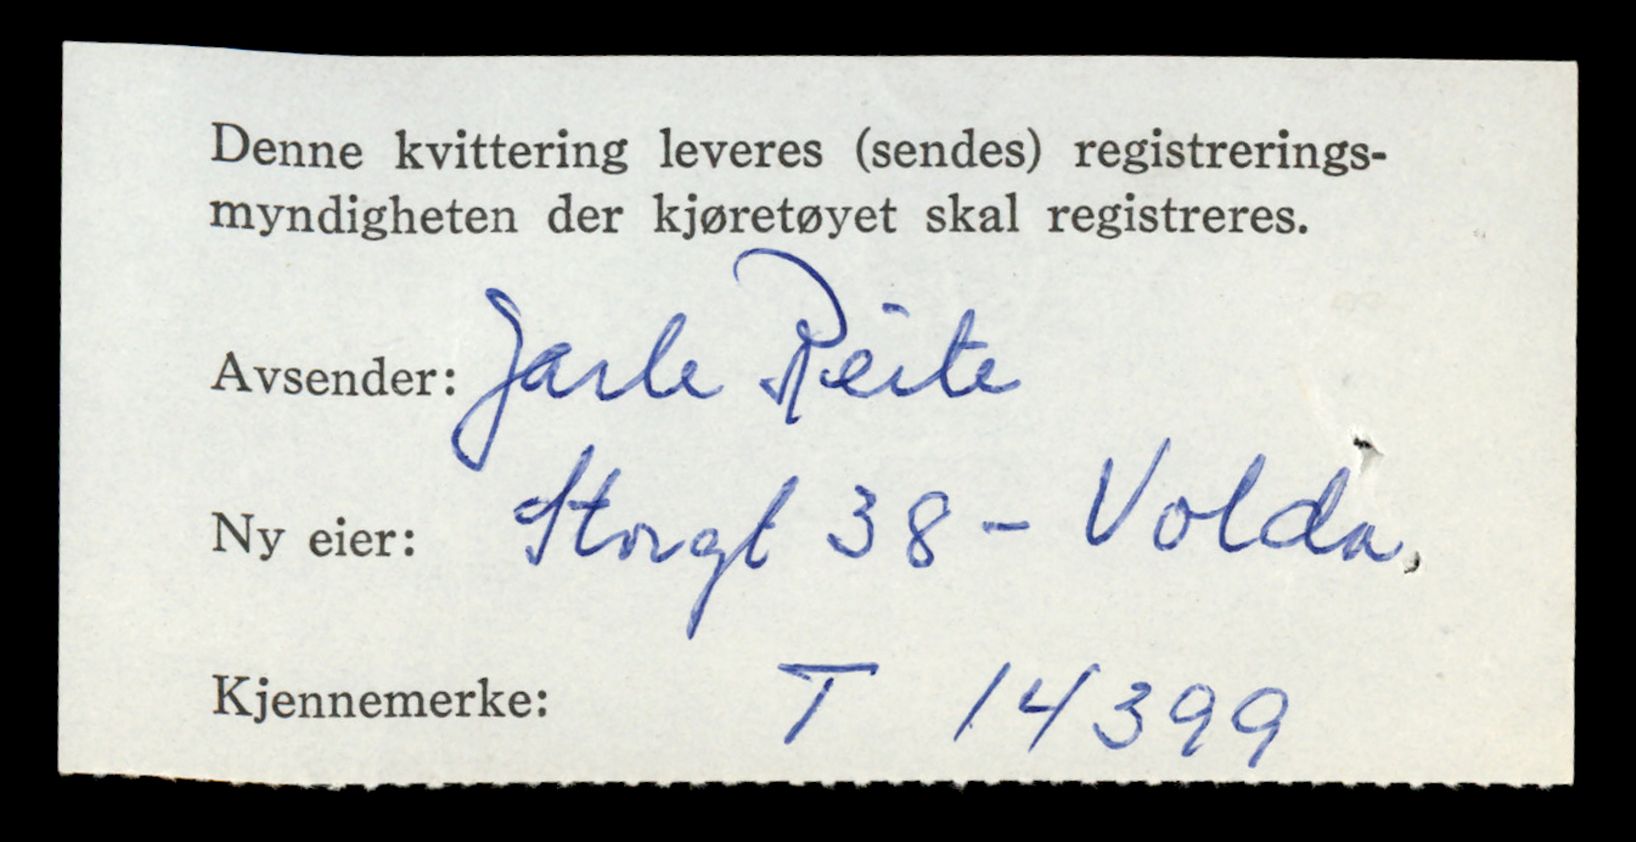 Denne kvittering leveres (sendes) registrerings-
myndigheten der kjøretøyet skal registreres.
Avsender: Jarle Reite
Ny eier: Storgt 38 - Volda.
Kjennemerke: T 14399